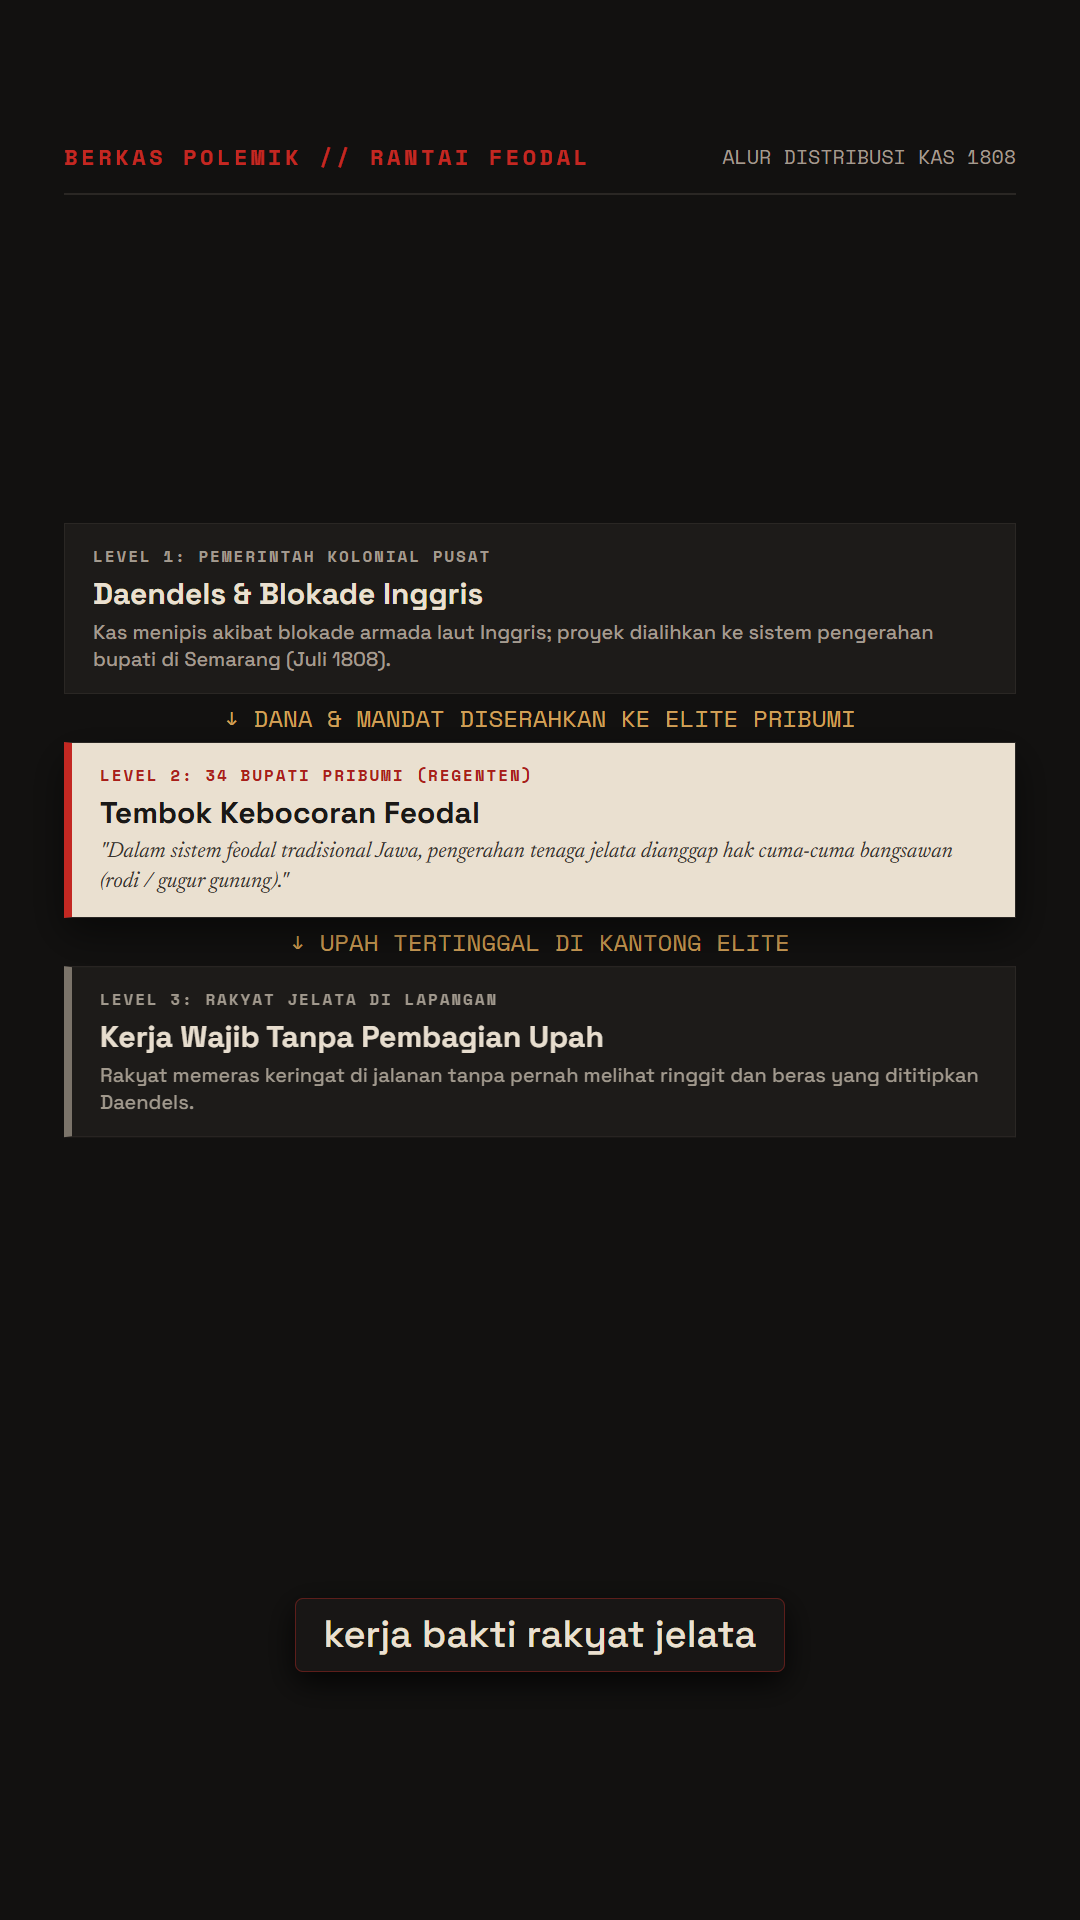 BERKAS POLEMIK // RANTAI FEODAL
ALUR DISTRIBUSI KAS 1808
LEVEL 1: PEMERINTAH KOLONIAL PUSAT
Daendels & Blokade Inggris
Kas menipis akibat blokade armada laut Inggris; proyek dialihkan ke sistem pengerahan
bupati di Semarang (Juli 1808).
↓ DANA & MANDAT DISERAHKAN KE ELITE PRIBUMI
LEVEL 2: 34 BUPATI PRIBUMI (REGENTEN)
Tembok Kebocoran Feodal
"Dalam sistem feodal tradisional Jawa, pengerahan tenaga jelata dianggap hak cuma-cuma bangsawan
(rodi / gugur gunung)."
↓ UPAH TERTINGGAL DI KANTONG ELITE
LEVEL 3: RAKYAT JELATA DI LAPANGAN
Kerja Wajib Tanpa Pembagian Upah
Rakyat memeras keringat di jalanan tanpa pernah melihat ringgit dan beras yang dititipkan
Daendels.
kerja bakti rakyat jelata